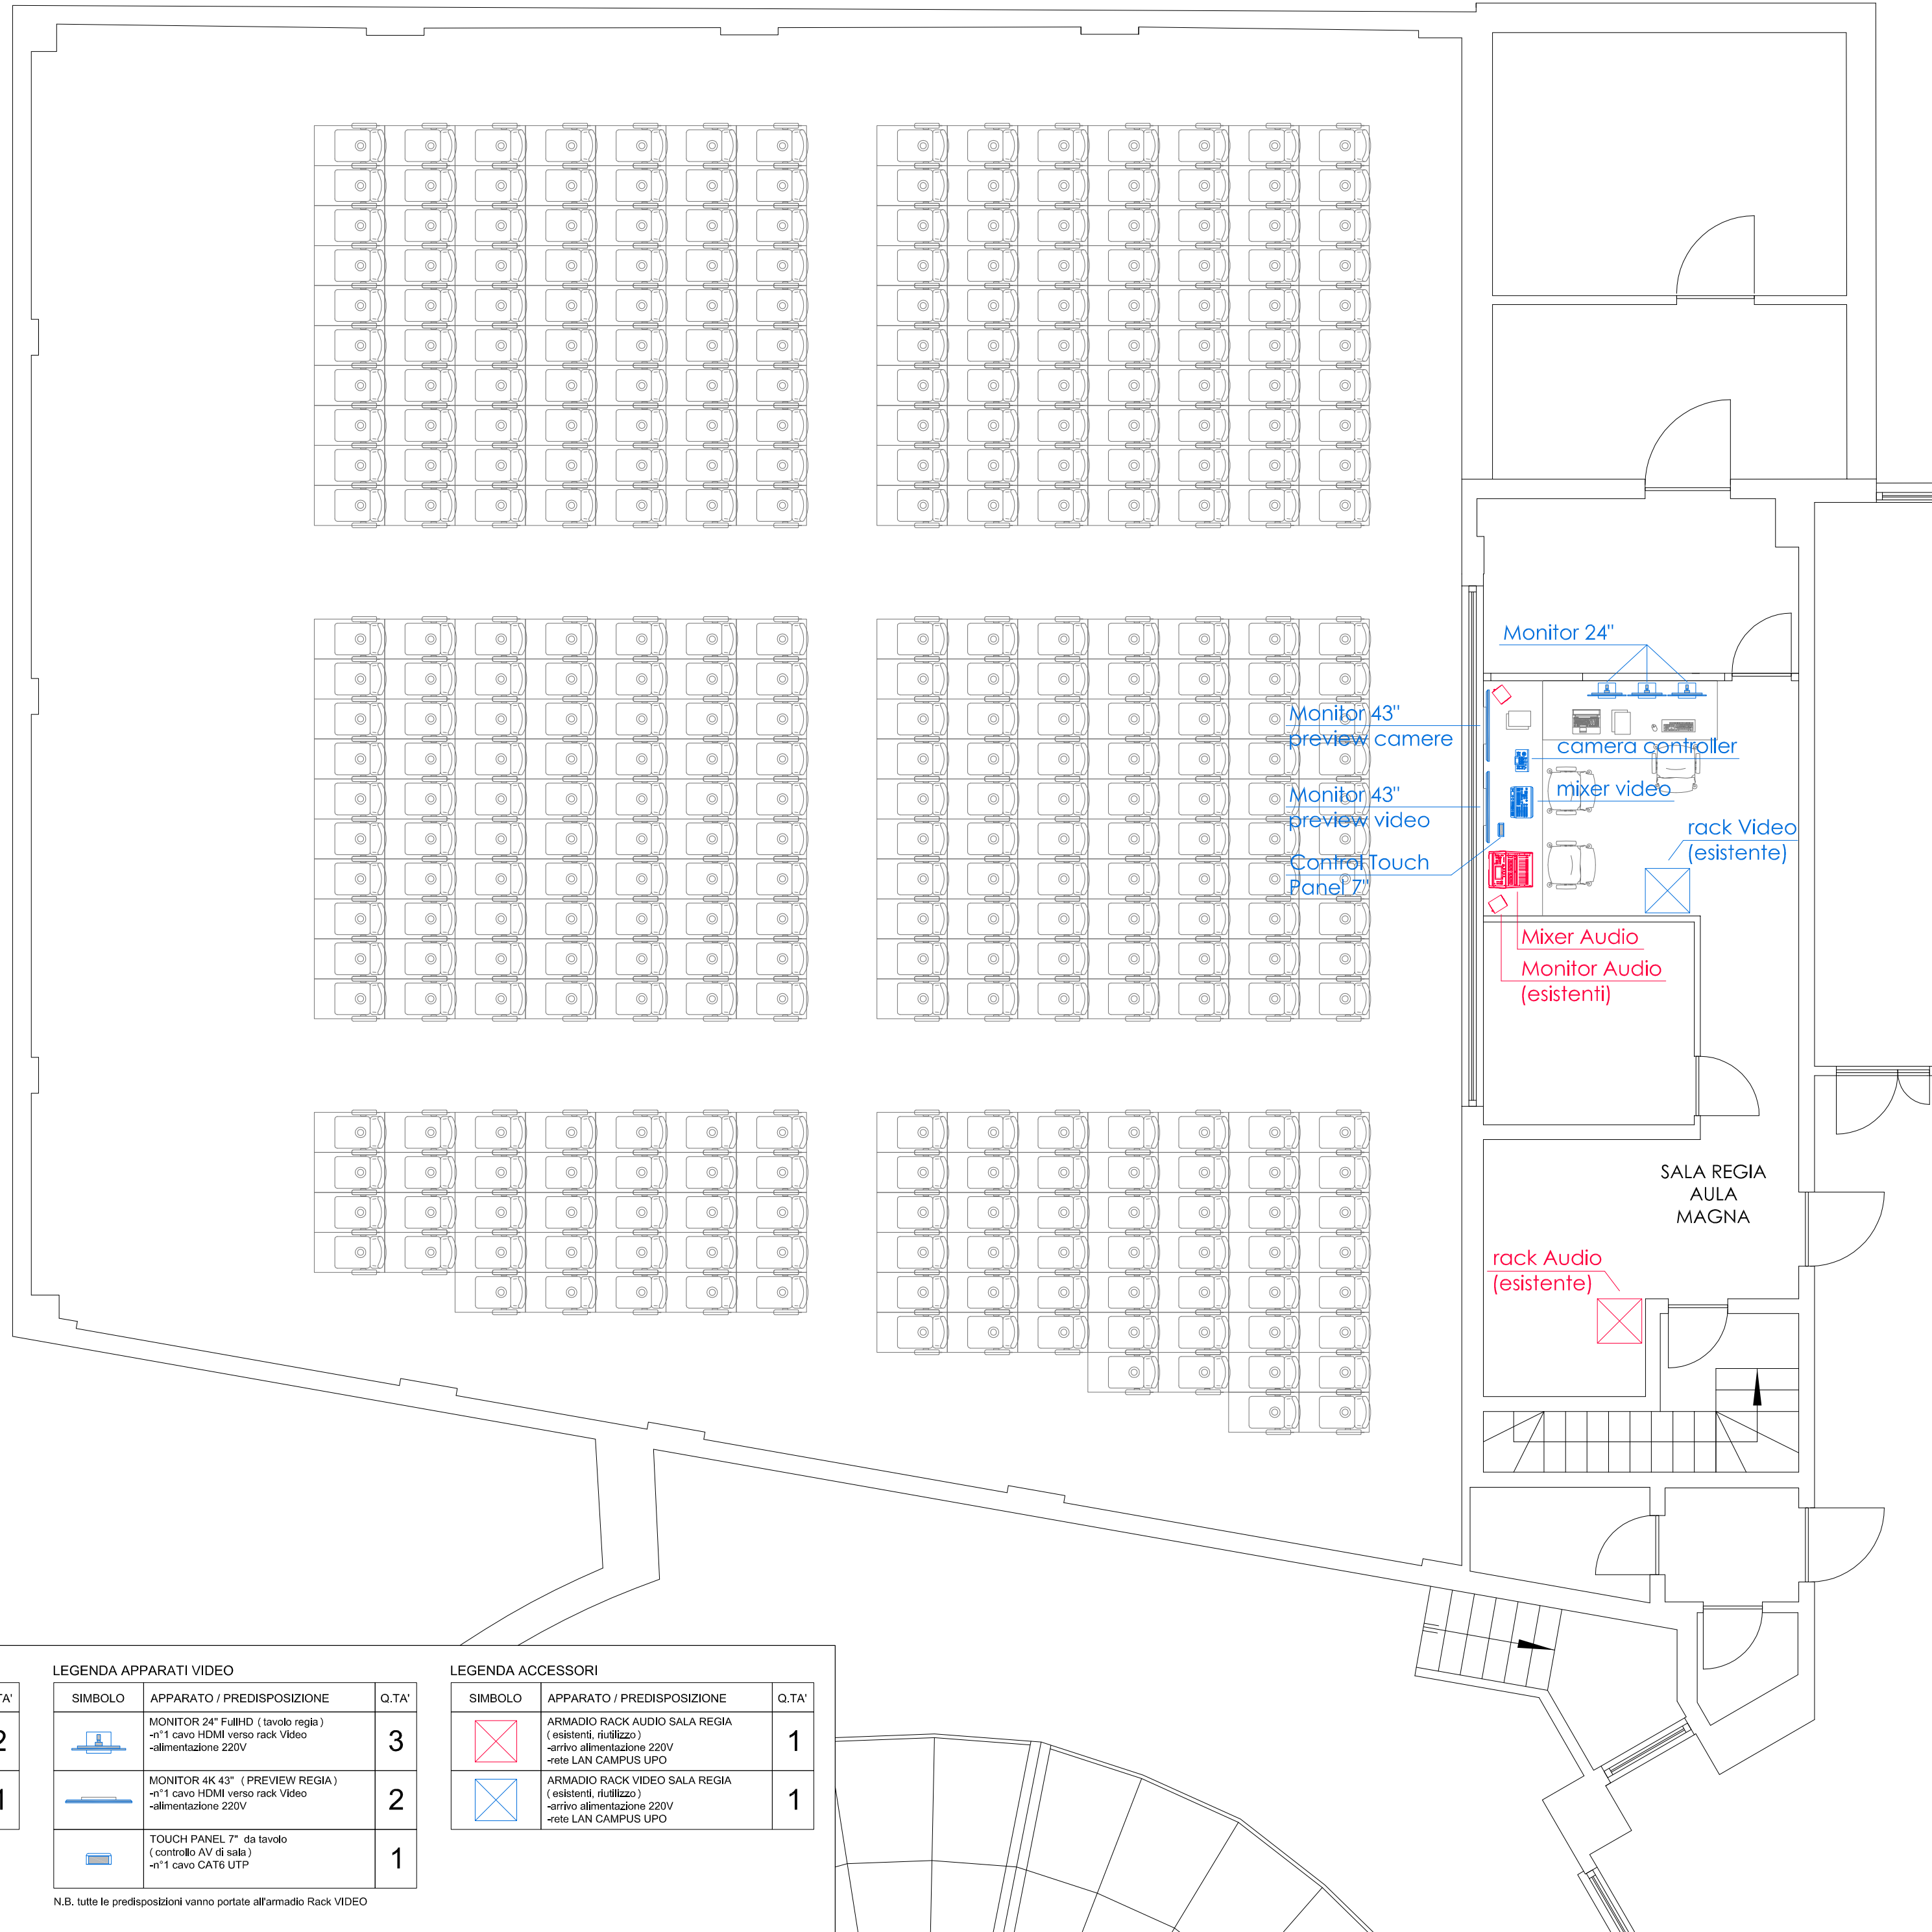 Monitor 24"
Monitor 43"
preview camere
camera controller
Monitor 43"
preview video
mixer video
rack Video
(esistente)
Control Touch
Panel 7"
Mixer Audio
Monitor Audio
(esistenti)
SALA REGIA
AULA
MAGNA
rack Audio
(esistente)
TA'
2
1
LEGENDA APPARATI VIDEO
SIMBOLO APPARATO / PREDISPOSIZIONE Q.TA'
MONITOR 24" FullHD ( tavolo regia )
-n°1 cavo HDMI verso rack Video
-alimentazione 220V
3
MONITOR 4K 43" ( PREVIEW REGIA )
-n°1 cavo HDMI verso rack Video
-alimentazione 220V
2
TOUCH PANEL 7" da tavolo
( controllo AV di sala )
-n°1 cavo CAT6 UTP
1
N.B. tutte le predisposizioni vanno portate all'armadio Rack VIDEO
LEGENDA ACCESSORI
SIMBOLO APPARATO / PREDISPOSIZIONE Q.TA'
ARMADIO RACK AUDIO SALA REGIA
( esistenti, riutilizzo )
-arrivo alimentazione 220V
-rete LAN CAMPUS UPO
1
ARMADIO RACK VIDEO SALA REGIA
( esistenti, riutilizzo )
-arrivo alimentazione 220V
-rete LAN CAMPUS UPO
1